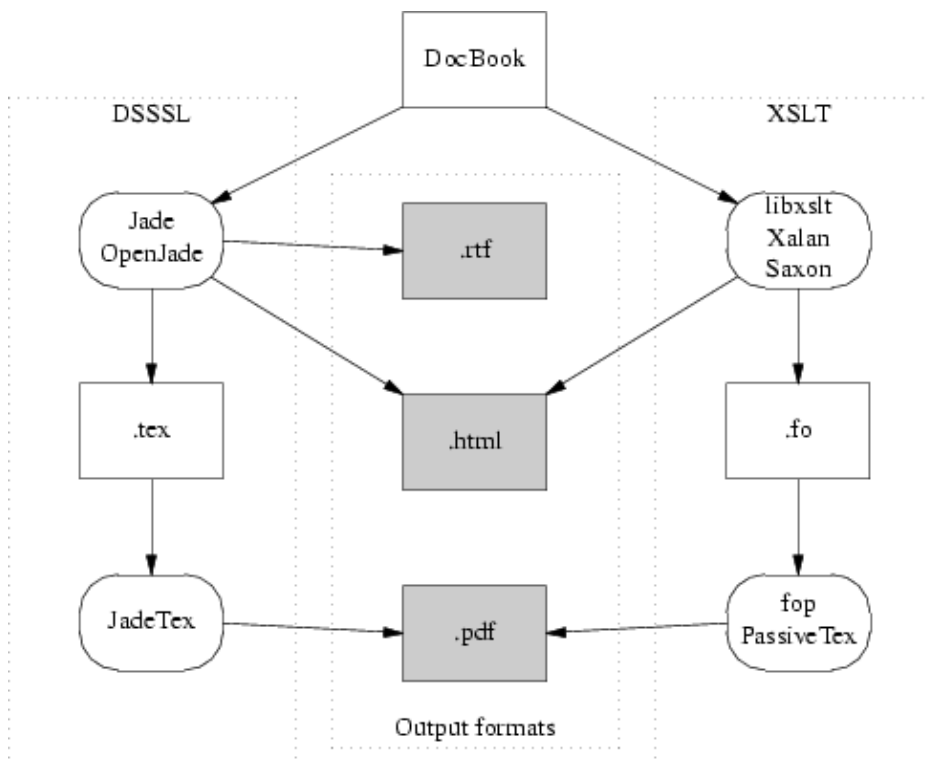 DocBook
DSSSL
XSLT
Jade
OpenJade
.rtf
libxslt
Xalan
Saxon
.tex
.html
.fo
JadeTex
.pdf
fop
PassiveTex
Output formats